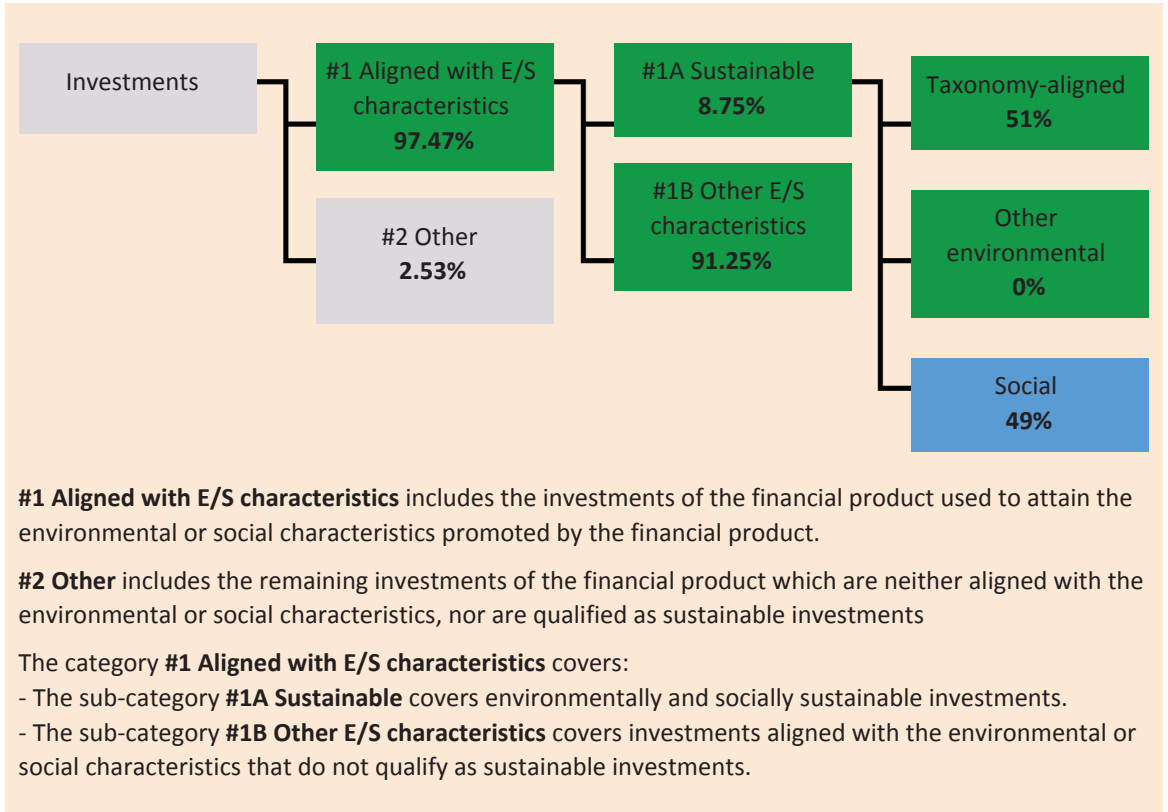 Investments
#1 Aligned with E/S
characteristics
97.47%
#2 Other
2.53%
#1A Sustainable
8.75%
#1B Other E/S
characteristics
91.25%
Taxonomy-aligned
51%
Other
environmental
0%
Social
49%
#1 Aligned with E/S characteristics includes the investments of the financial product used to attain the
environmental or social characteristics promoted by the financial product.
#2 Other includes the remaining investments of the financial product which are neither aligned with the
environmental or social characteristics, nor are qualified as sustainable investments
The category #1 Aligned with E/S characteristics covers:
- The sub-category #1A Sustainable covers environmentally and socially sustainable investments.
- The sub-category #1B Other E/S characteristics covers investments aligned with the environmental or
social characteristics that do not qualify as sustainable investments.